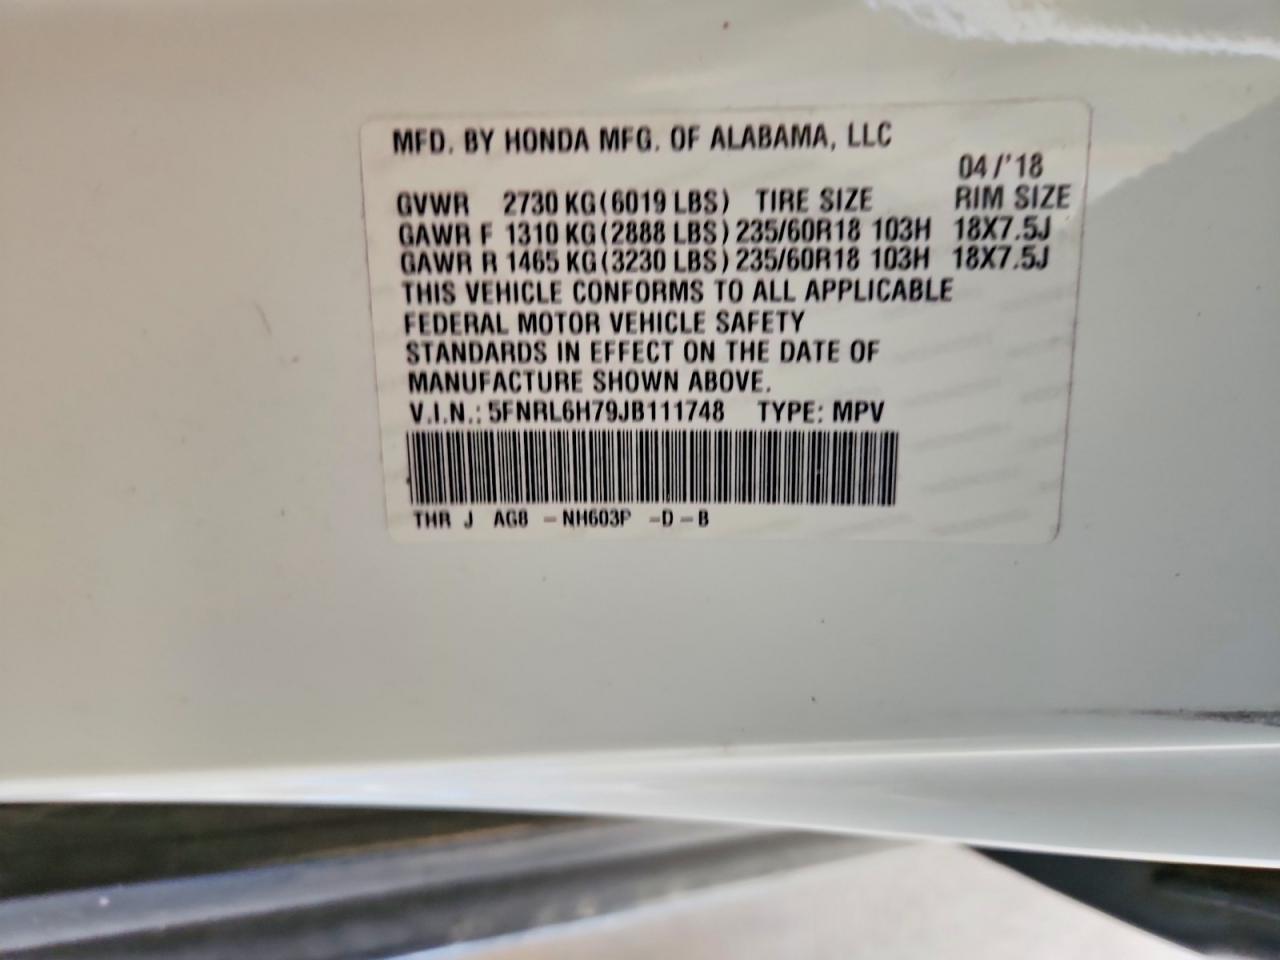 MFD. BY HONDA MFG. OF ALABAMA, LLC
04/'18
GVWR 2730 KG(6019 LBS) TIRE SIZE RIM SIZE
GAWR F 1310 KG(2888 LBS) 235/60R18 103H 18X7.5J
GAWR R 1465 KG(3230 LBS) 235/60R18 103H 18X7.5J
THIS VEHICLE CONFORMS TO ALL APPLICABLE
FEDERAL MOTOR VEHICLE SAFETY
STANDARDS IN EFFECT ON THE DATE OF
MANUFACTURE SHOWN ABOVE.
V.I.N.: 5FNRL6H79JB111748 TYPE: MPV
THR J AG8 - NH603P - D - B